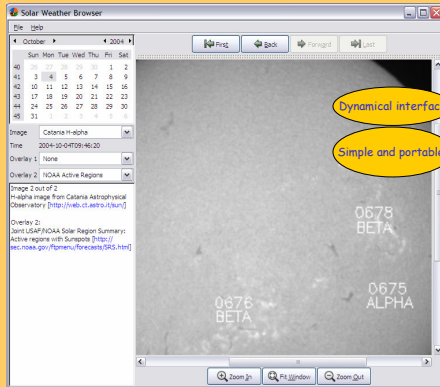 Solar Weather Browser
File Help
October 2004
Sun Mon Tue Wed Thu Fri Sat
40 26 27 28 29 30 1 2
41 3 4 5 6 7 8 9
42 10 11 12 13 14 15 16
43 17 18 19 20 21 22 23
44 24 25 26 27 28 29 30
45 31 1 2 3 4 5 6
Image Catania H-alpha
Time 2004-10-04T09:46:20
Overlay 1 None
Overlay 2 NOAA Active Regions
Image 2 out of 2
H-alpha image from Catania Astrophysical
Observatory [http://web.ct.astro.it/sun/]
Overlay 2:
Joint USAF/NOAA Solar Region Summary:
Active regions with Sunspots [http://
sec.noaa.gov/ftpmenu/forecasts/SRS.html]
First Back Forward Last
Dynamical interfac
Simple and portable
0678
BETA
0675
ALPHA
0676
BETA
Zoom In Fit Window Zoom Out